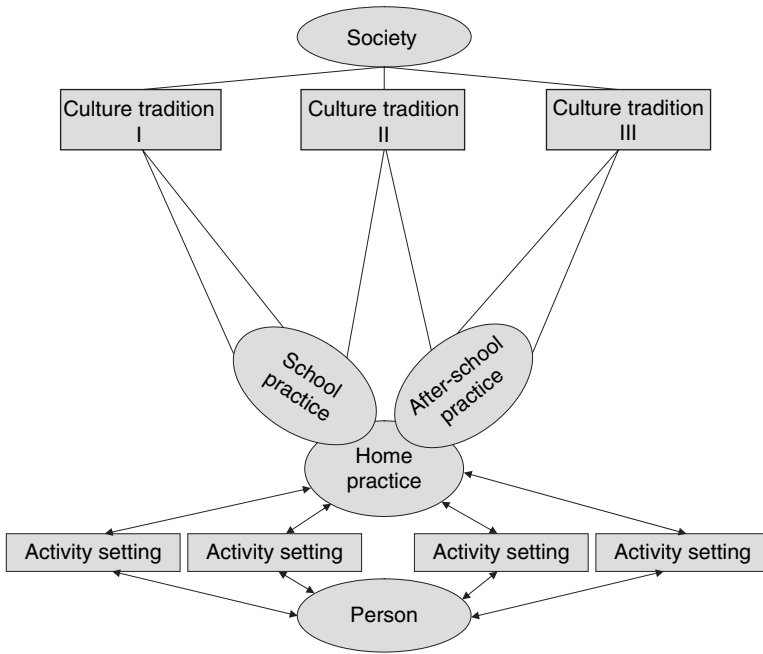 Society
Culture tradition
I
Culture tradition
II
Culture tradition
III
School
practice
After-school
practice
Home
practice
Activity setting
Activity setting
Activity setting
Activity setting
Person